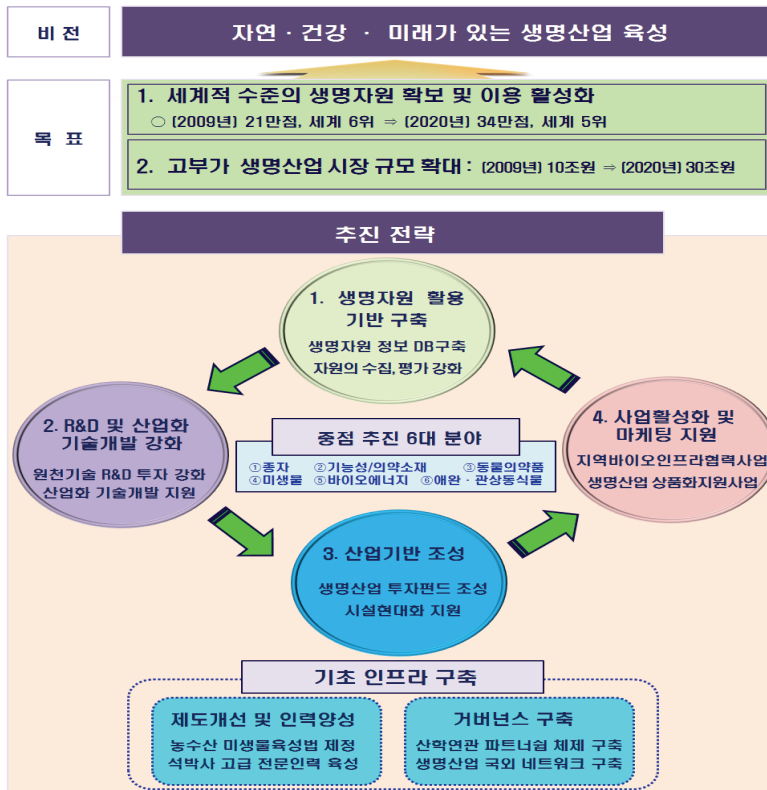 비 전
자연 · 건강 · 미래가 있는 생명산업 육성
목 표
1. 세계적 수준의 생명자원 확보 및 이용 활성화
○ (2009년) 21만점, 세계 6위 ⇒ (2020년) 34만점, 세계 5위
2. 고부가 생명산업 시장 규모 확대 : (2009년) 10조원 ⇒ (2020년) 30조원
추진 전략
1. 생명자원 활용
기반 구축
생명자원 정보 DB구축
자원의 수집, 평가 강화
2. R&D 및 산업화
기술개발 강화
원천기술 R&D 투자 강화
산업화 기술개발 지원
중점 추진 6대 분야
①종자 ②기능성/의약소재 ③동물의약품
④미생물 ⑤바이오에너지 ⑥애완 · 관상동식물
4. 사업활성화 및
마케팅 지원
지역바이오인프라협력사업
생명산업 상품화지원사업
3. 산업기반 조성
생명산업 투자펀드 조성
시설현대화 지원
기초 인프라 구축
제도개선 및 인력양성
농수산 미생물육성법 제정
석박사 고급 전문인력 육성
거버넌스 구축
산학연관 파트너쉽 체제 구축
생명산업 국외 네트워크 구축